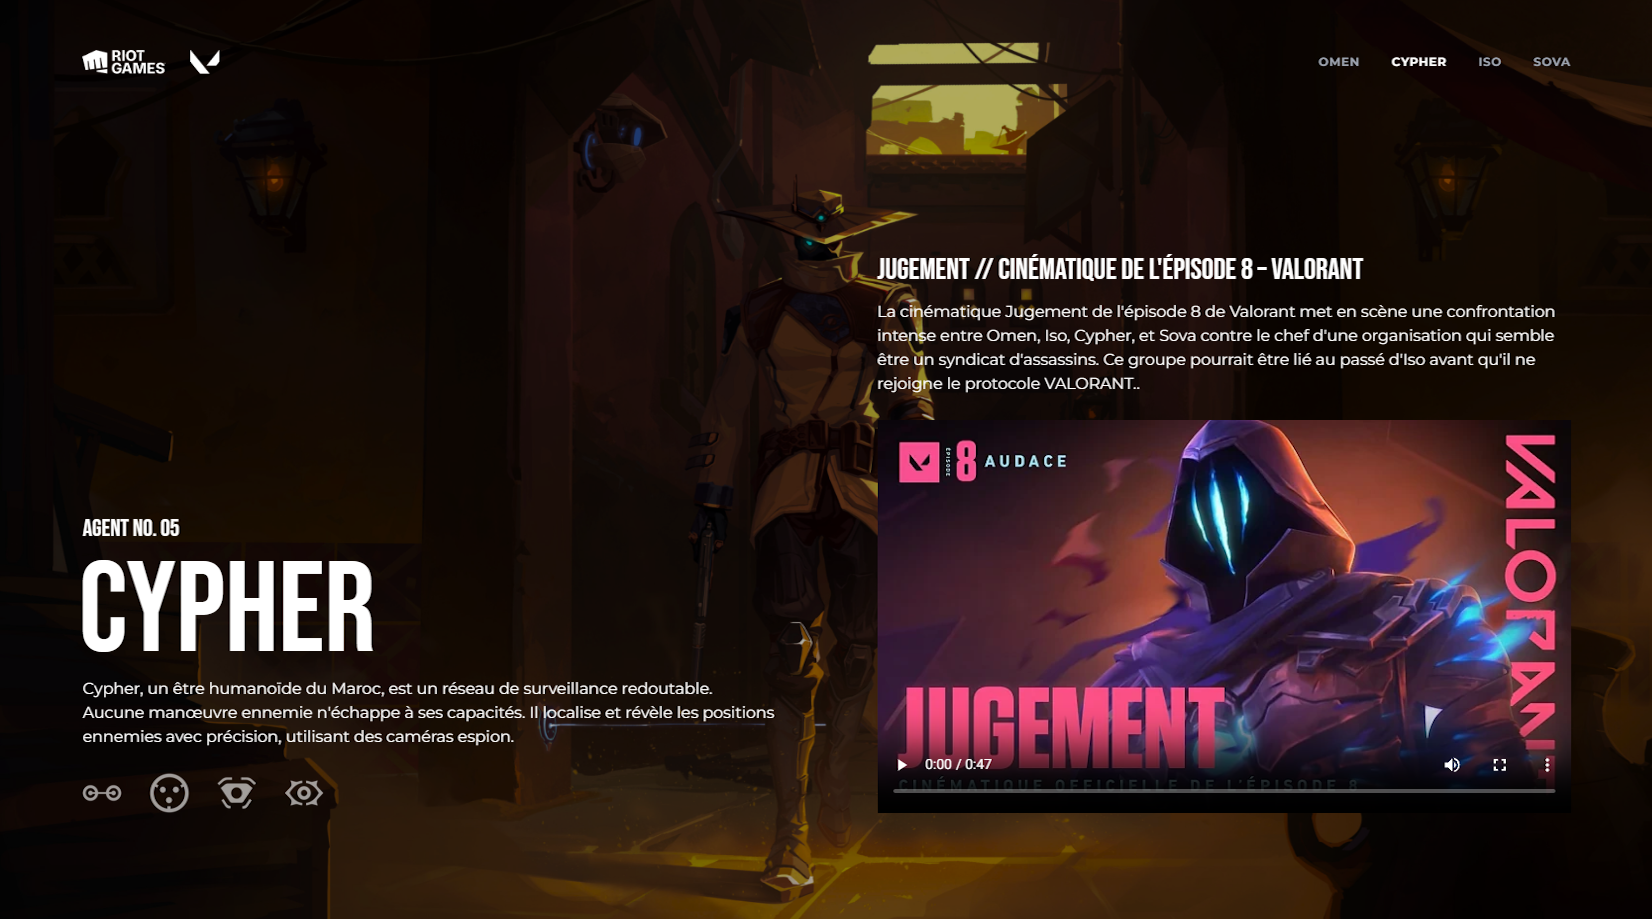 RIOT
GAMES
OMEN
CYPHER
ISO
SOVA
JUGEMENT // CINÉMATIQUE DE L'ÉPISODE 8 – VALORANT
La cinématique Jugement de l'épisode 8 de Valorant met en scène une confrontation
intense entre Omen, Iso, Cypher, et Sova contre le chef d'une organisation qui semble
être un syndicat d'assassins. Ce groupe pourrait être lié au passé d'Iso avant qu'il ne
rejoigne le protocole VALORANT..
ÉPISODE
8
AUDACE
VALORANT
JUGEMENT
0:00 / 0:47
CINÉMATIQUE OFFICIELLE DE L'ÉPISODE 8
AGENT NO. 05
CYPHER
Cypher, un être humanoïde du Maroc, est un réseau de surveillance redoutable.
Aucune manœuvre ennemie n'échappe à ses capacités. Il localise et révèle les positions
ennemies avec précision, utilisant des caméras espion.